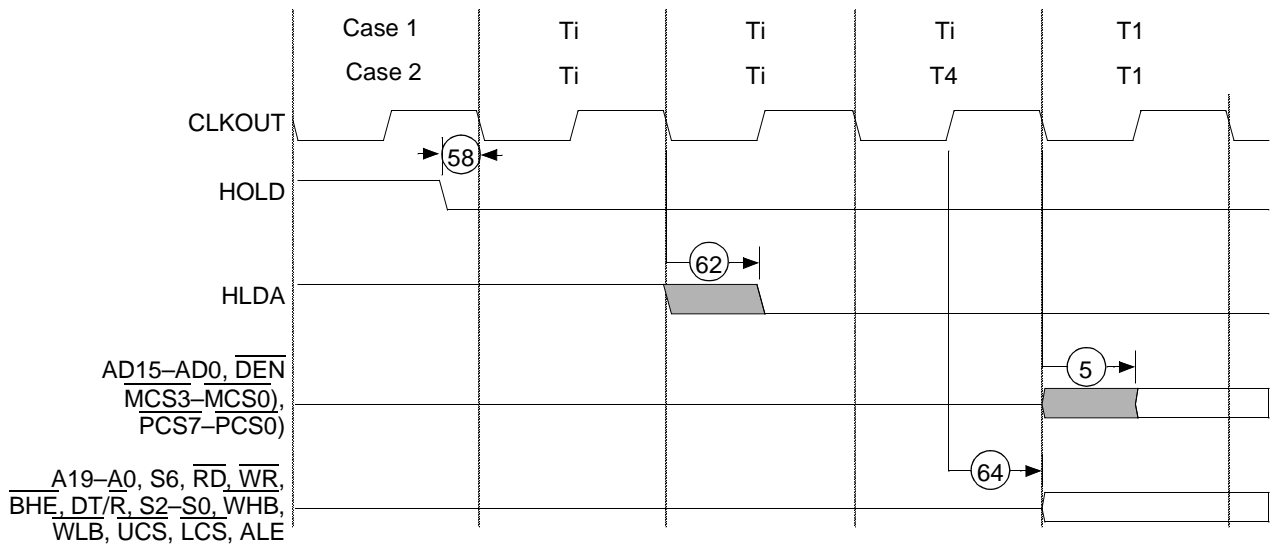 Case 1 Ti Ti Ti T1
Case 2 Ti Ti T4 T1
CLKOUT
58
HOLD
62
HLDA
5
AD15–AD0, DEN
MCS3–MCS0),
PCS7–PCS0)
64
A19–A0, S6, RD, WR,
BHE, DT/R, S2–S0, WHB,
WLB, UCS, LCS, ALE